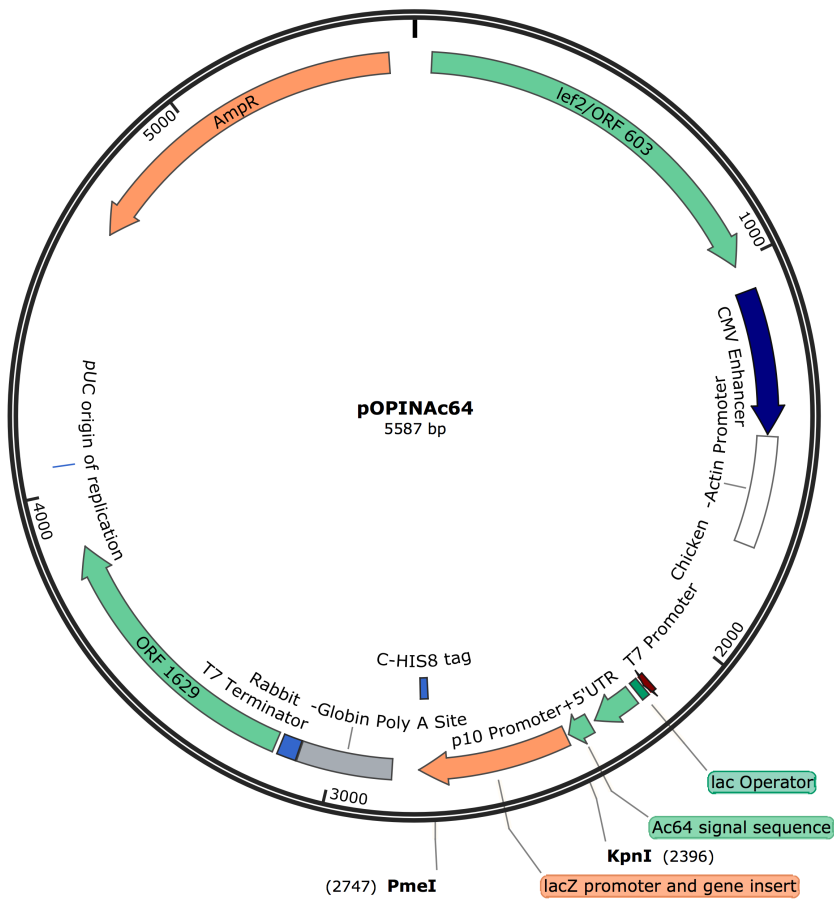 lef2/ORF 603
AmpR
5000
1000
CMV Enhancer
Chicken -Actin Promoter
pOPINAc64
5587 bp
pUC origin of replication
4000
2000
T7 Promoter
C-HIS8 tag
p10 Promoter+5'UTR
ORF 1629
T7 Terminator
Rabbit -Globin Poly A Site
3000
lac Operator
Ac64 signal sequence
KpnI (2396)
(2747) PmeI
lacZ promoter and gene insert